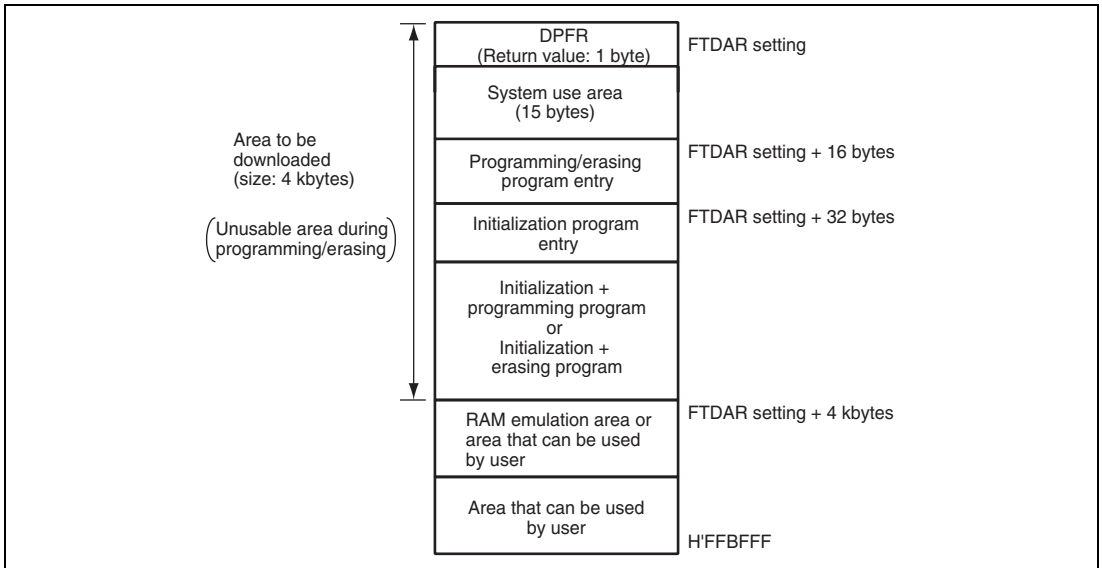 DPFR
(Return value: 1 byte)
FTDAR setting
System use area
(15 bytes)
Area to be
downloaded
(size: 4 kbytes)
(Unusable area during
programming/erasing)
Programming/erasing
program entry
FTDAR setting + 16 bytes
Initialization program
entry
FTDAR setting + 32 bytes
Initialization +
programming program
or
Initialization +
erasing program
RAM emulation area or
area that can be used
by user
FTDAR setting + 4 kbytes
Area that can be used
by user
H'FFBFFF